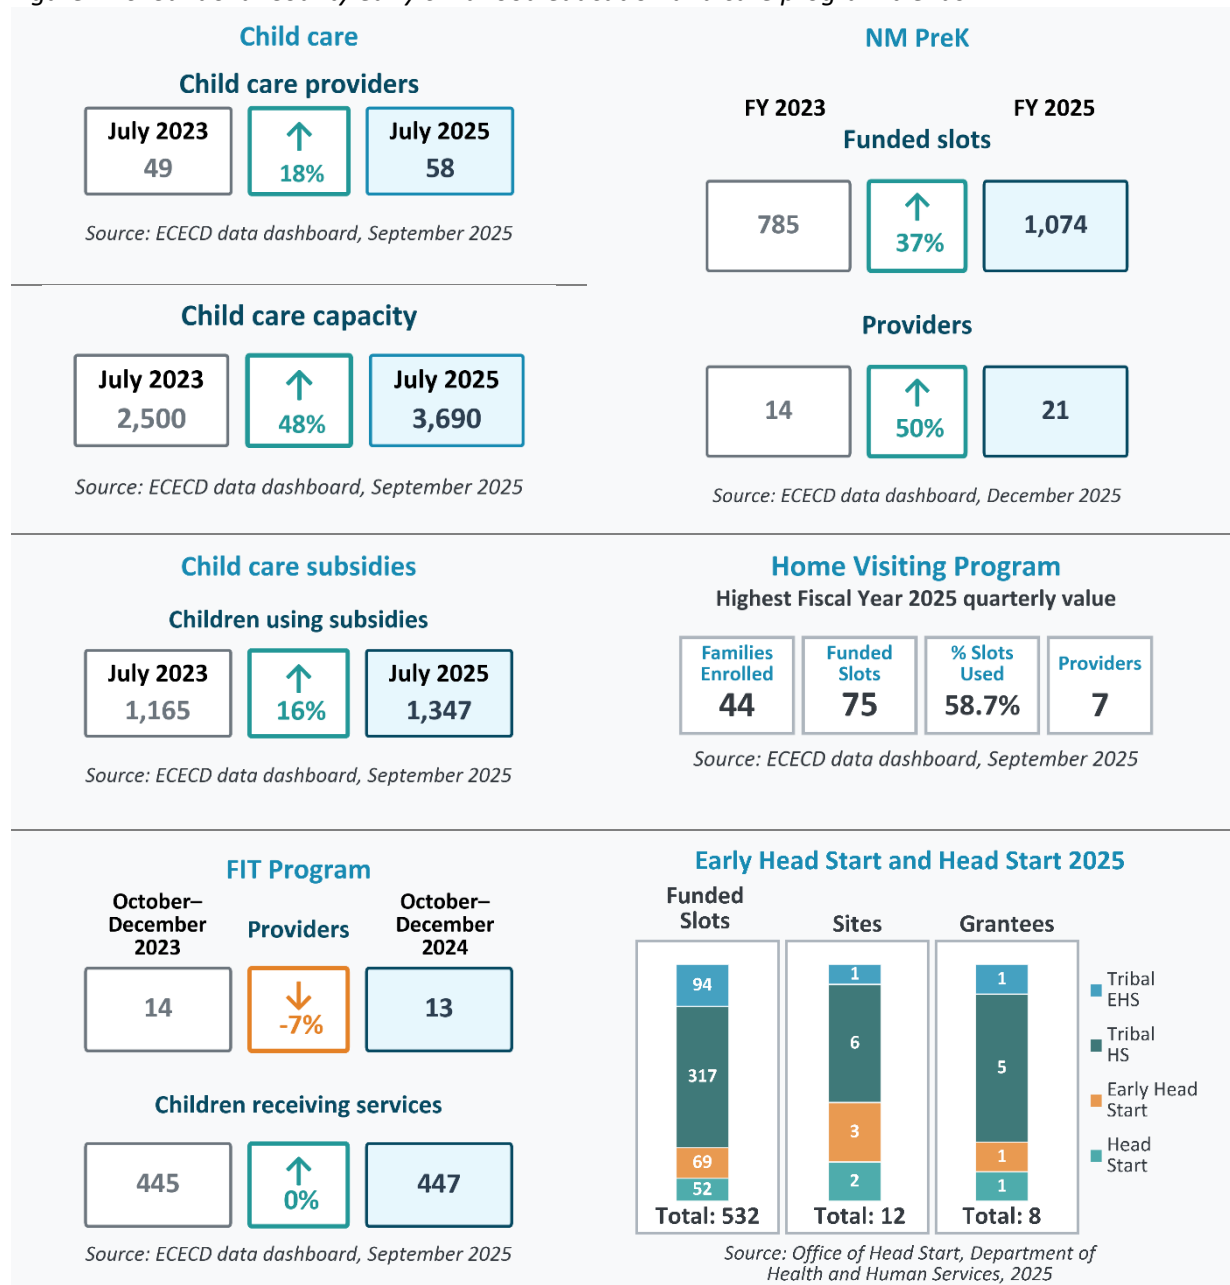 Child care
Child care providers
July 2023
49
↑
18%
July 2025
58
Source: ECECD data dashboard, September 2025
Child care capacity
July 2023
2,500
↑
48%
July 2025
3,690
Source: ECECD data dashboard, September 2025
NM PreK
FY 2023
FY 2025
Funded slots
785
↑
37%
1,074
Providers
14
↑
50%
21
Source: ECECD data dashboard, December 2025
Child care subsidies
Children using subsidies
July 2023
1,165
↑
16%
July 2025
1,347
Source: ECECD data dashboard, September 2025
Home Visiting Program
Highest Fiscal Year 2025 quarterly value
Families
Enrolled
44
Funded
Slots
75
% Slots
Used
58.7%
Providers
7
Source: ECECD data dashboard, September 2025
FIT Program
October–
December
2023
Providers
October–
December
2024
14
↓
-7%
13
Children receiving services
445
↑
0%
447
Source: ECECD data dashboard, September 2025
Early Head Start and Head Start 2025
Funded
Slots
94
317
69
52
Total: 532
Sites
1
6
3
2
Total: 12
Grantees
1
5
1
1
Total: 8
Tribal
EHS
Tribal
HS
Early Head
Start
Head
Start
Source: Office of Head Start, Department of
Health and Human Services, 2025